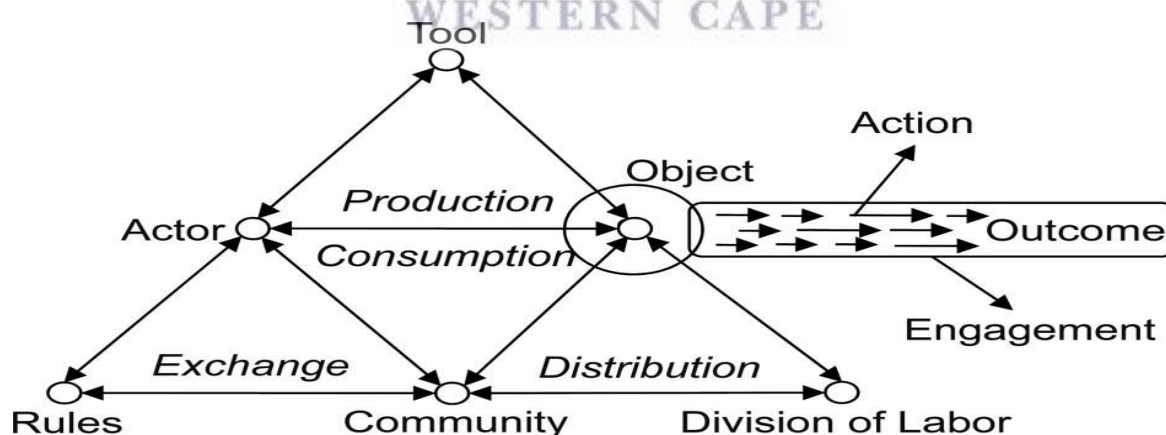 WESTERN CAPE
Tool
Action
Object
Production
Actor
Outcome
Consumption
Engagement
Exchange
Distribution
Rules
Community
Division of Labor